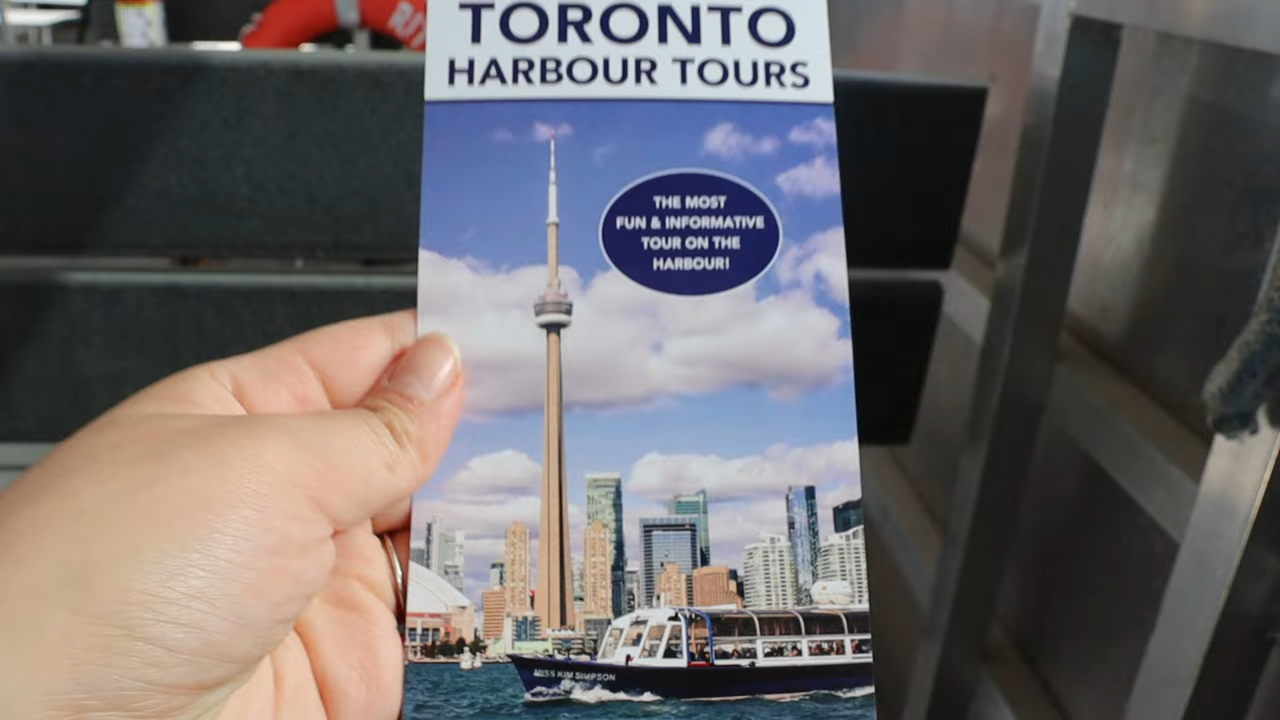 TORONTO
HARBOUR TOURS
THE MOST
FUN & INFORMATIVE
TOUR ON THE
HARBOUR!
MISS KIM SIMPSON